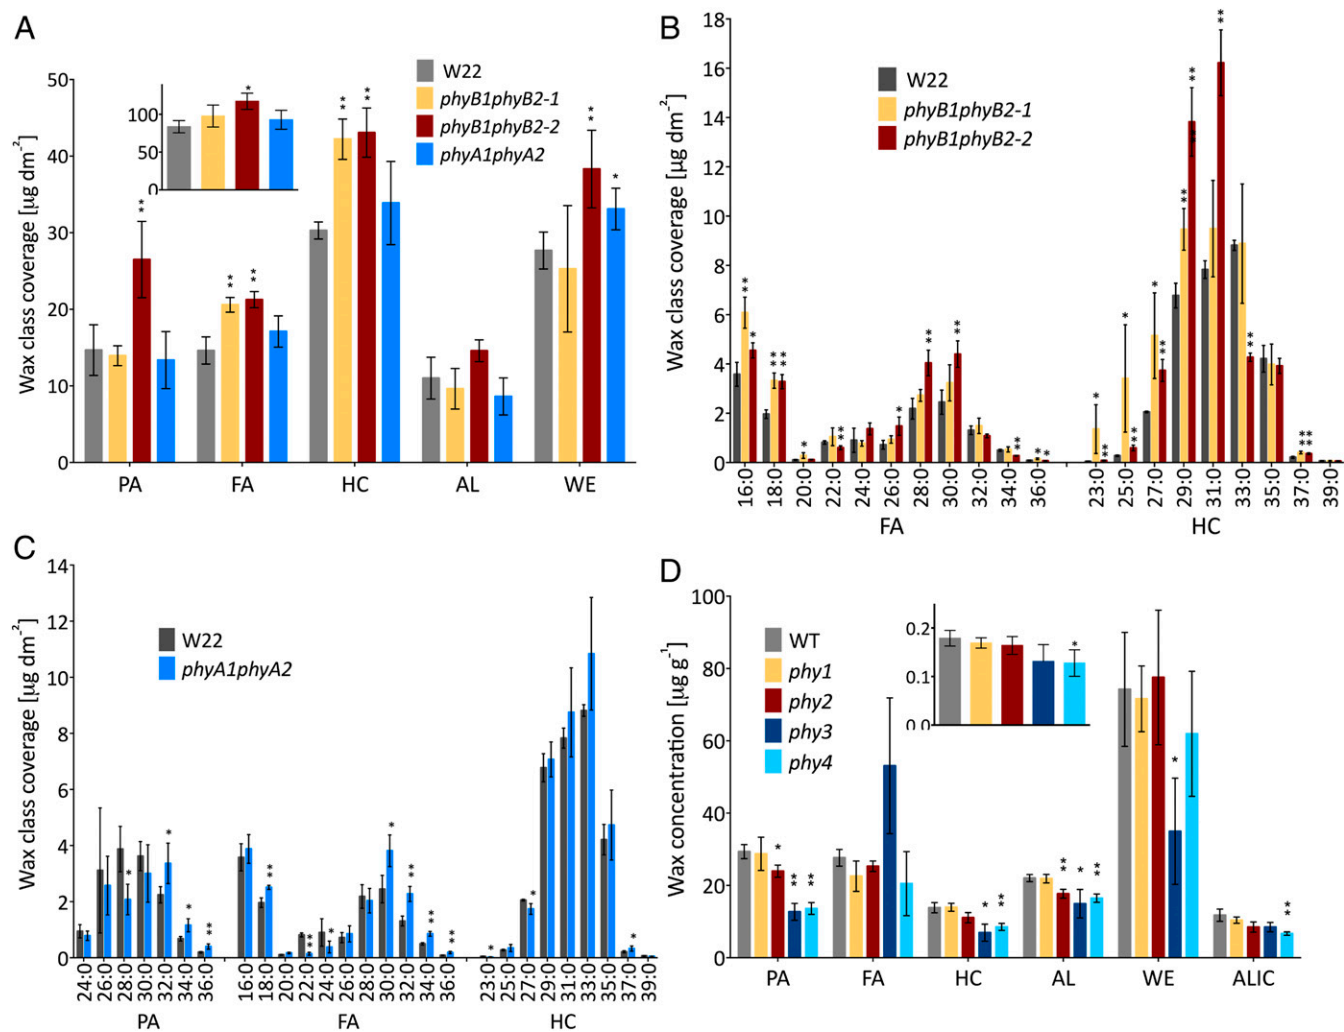 A
Wax class coverage [µg dm⁻²]
50
40
30
20
10
0
100
50
0
*
W22
phyB1phyB2-1
phyB1phyB2-2
phyA1phyA2
**
**
**
**
**
**
*
PA
FA
HC
AL
WE
B
Wax class coverage [µg dm⁻²]
18
16
14
12
10
8
6
4
2
0
W22
phyB1phyB2-1
phyB1phyB2-2
16:0
18:0
20:0
22:0
24:0
26:0
28:0
30:0
32:0
34:0
36:0
23:0
25:0
27:0
29:0
31:0
33:0
35:0
37:0
39:0
FA
HC
C
Wax class coverage [µg dm⁻²]
14
12
10
8
6
4
2
0
W22
phyA1phyA2
24:0
26:0
28:0
30:0
32:0
34:0
36:0
16:0
18:0
20:0
22:0
24:0
26:0
28:0
30:0
32:0
34:0
36:0
23:0
25:0
27:0
29:0
31:0
33:0
35:0
37:0
39:0
PA
FA
HC
D
Wax concentration [µg g⁻¹]
100
80
60
40
20
0
WT
phy1
phy2
phy3
phy4
0.2
0.1
0.0
*
*
**
**
*
**
**
*
**
*
**
PA
FA
HC
AL
WE
ALIC